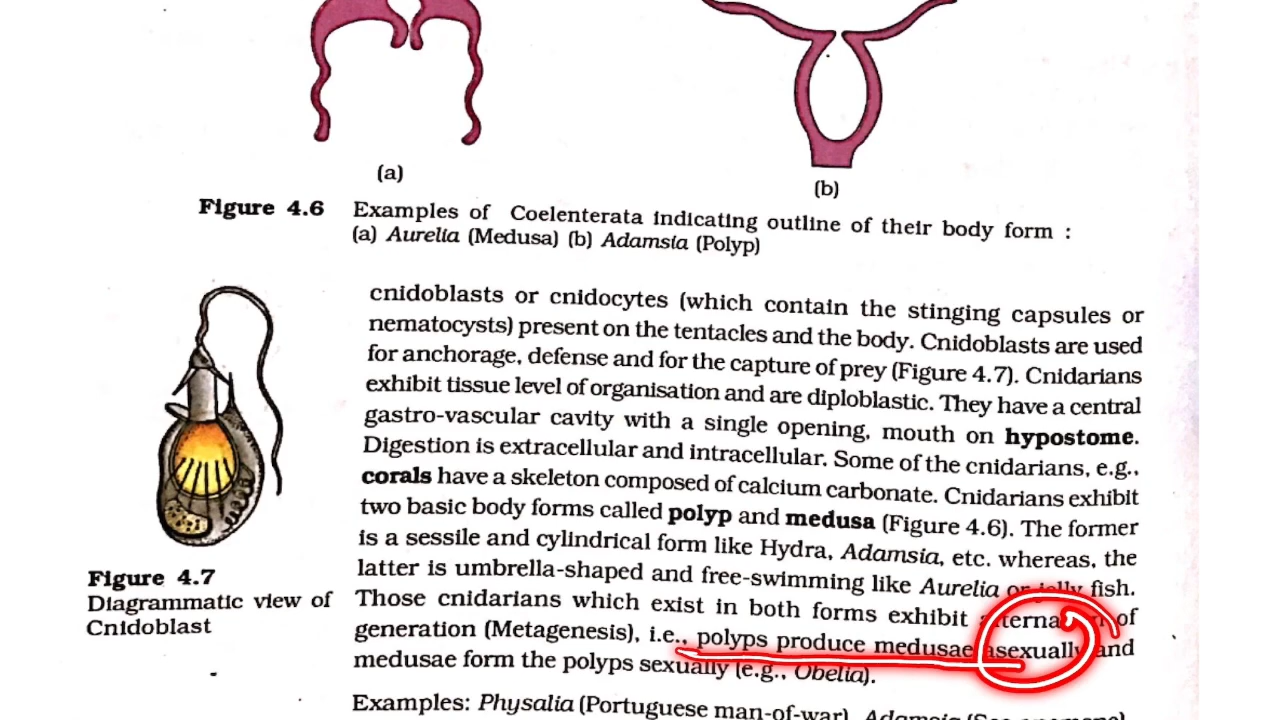 (a)
(b)
Figure 4.6 Examples of Coelenterata indicating outline of their body form :
(a) Aurelia (Medusa) (b) Adamsia (Polyp)
cnidoblasts or cnidocytes (which contain the stinging capsules or
nematocysts) present on the tentacles and the body. Cnidoblasts are used
for anchorage, defense and for the capture of prey (Figure 4.7). Cnidarians
exhibit tissue level of organisation and are diploblastic. They have a central
gastro-vascular cavity with a single opening, mouth on hypostome.
Digestion is extracellular and intracellular. Some of the cnidarians, e.g.,
corals have a skeleton composed of calcium carbonate. Cnidarians exhibit
two basic body forms called polyp and medusa (Figure 4.6). The former
is a sessile and cylindrical form like Hydra, Adamsia, etc. whereas, the
latter is umbrella-shaped and free-swimming like Aurelia or jelly fish.
Those cnidarians which exist in both forms exhibit alternation of
generation (Metagenesis), i.e., polyps produce medusae asexually and
medusae form the polyps sexually (e.g., Obelia).
Examples: Physalia (Portuguese man-of-war), Adamsia (Sea anemone)
Figure 4.7
Diagrammatic view of
Cnidoblast